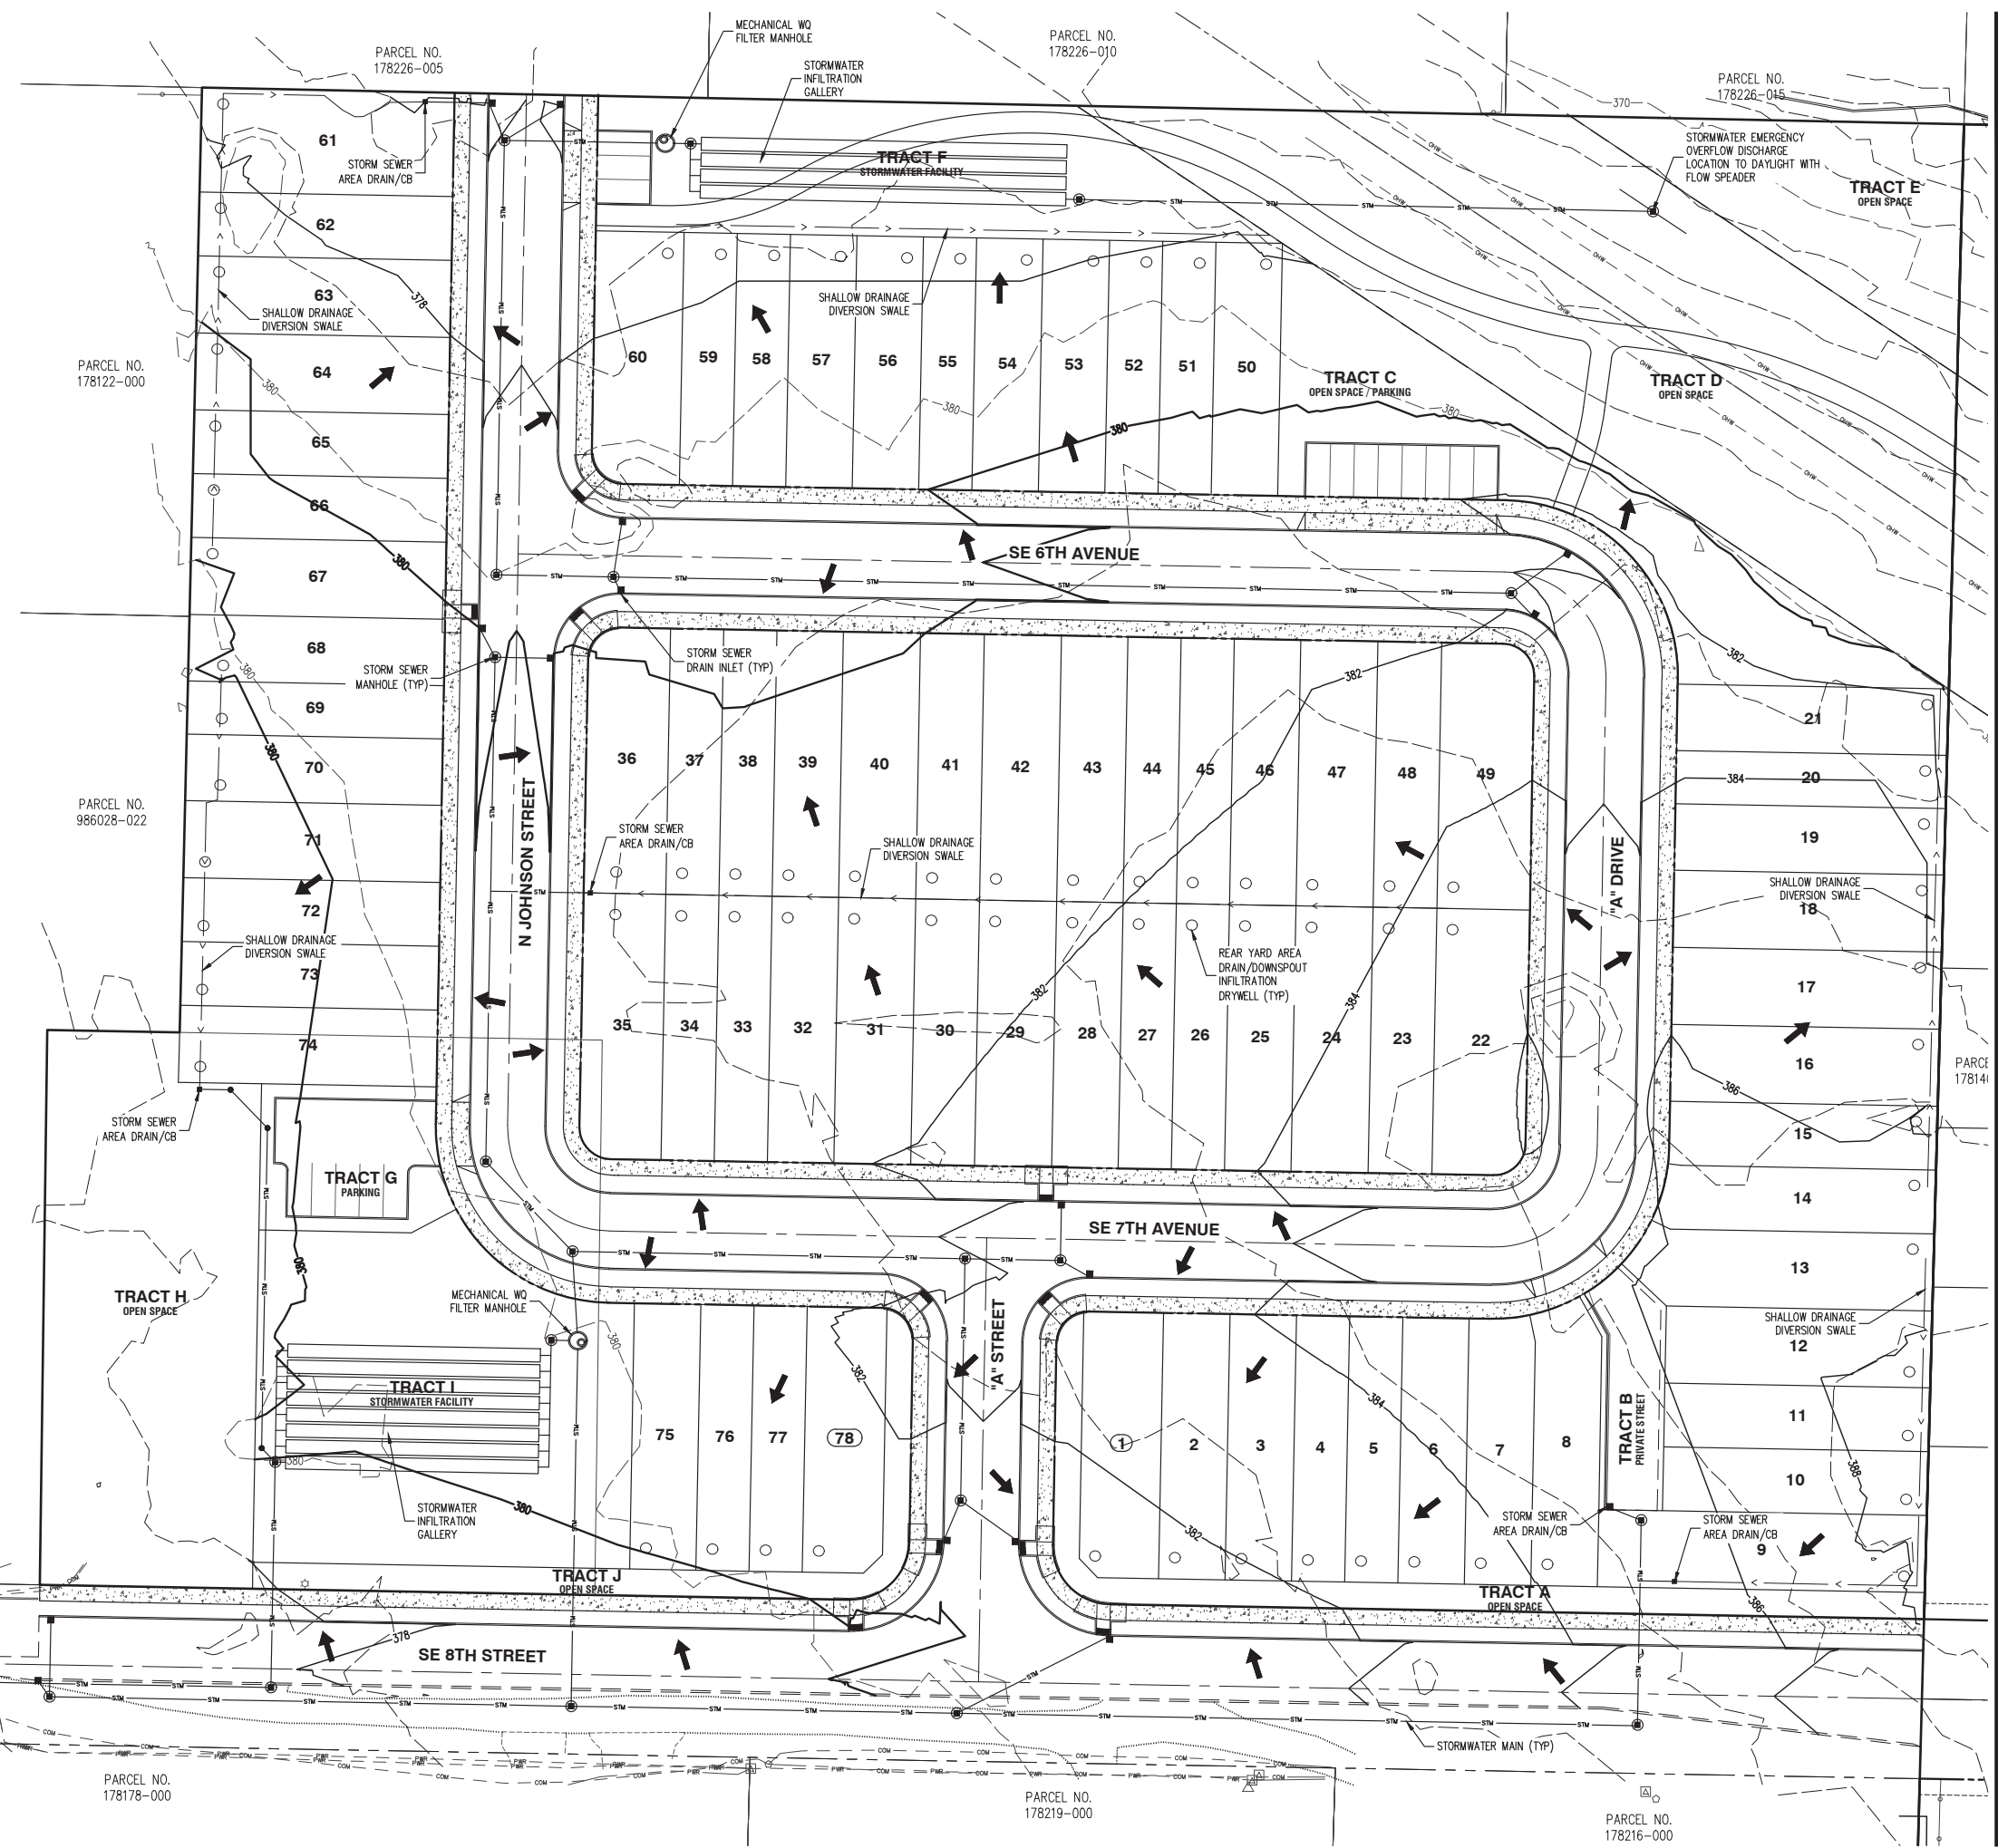 PARCEL NO.
178226-005
MECHANICAL WQ
FILTER MANHOLE
PARCEL NO.
178226-010
STORMWATER
INFILTRATION
GALLERY
PARCEL NO.
178226-015
370
STORMWATER EMERGENCY
OVERFLOW DISCHARGE
LOCATION TO DAYLIGHT WITH
FLOW SPEADER
TRACT E
OPEN SPACE
61
STORM SEWER
AREA DRAIN/CB
TRACT F
STORMWATER FACILITY
62
63
SHALLOW DRAINAGE
DIVERSION SWALE
378
SHALLOW DRAINAGE
DIVERSION SWALE
PARCEL NO.
178122-000
64
380
60
59
58
57
56
55
54
53
52
51
50
TRACT C
OPEN SPACE / PARKING
TRACT D
OPEN SPACE
380
380
380
65
66
67
380
SE 6TH AVENUE
STM
OHW
68
380
STORM SEWER
MANHOLE (TYP)
STORM SEWER
DRAIN INLET (TYP)
382
382
69
380
70
36
37
38
39
40
41
42
43
44
45
46
47
48
49
21
384
20
19
PARCEL NO.
986028-022
N JOHNSON STREET
STORM SEWER
AREA DRAIN/CB
SHALLOW DRAINAGE
DIVERSION SWALE
"A" DRIVE
SHALLOW DRAINAGE
DIVERSION SWALE
18
71
72
SHALLOW DRAINAGE
DIVERSION SWALE
73
REAR YARD AREA
DRAIN/DOWNSPOUT
INFILTRATION
DRYWELL (TYP)
382
384
17
74
35
34
33
32
31
30
29
28
27
26
25
24
23
22
16
386
PARCE
17814
STORM SEWER
AREA DRAIN/CB
15
TRACT G
PARKING
14
SE 7TH AVENUE
13
380
TRACT H
OPEN SPACE
MECHANICAL WQ
FILTER MANHOLE
380
"A" STREET
SHALLOW DRAINAGE
DIVERSION SWALE
12
382
TRACT I
STORMWATER FACILITY
384
TRACT B
PRIVATE STREET
11
75
76
77
78
1
2
3
4
5
6
7
8
380
10
388
STORMWATER
INFILTRATION
GALLERY
380
382
STORM SEWER
AREA DRAIN/CB
STORM SEWER
AREA DRAIN/CB
9
TRACT J
OPEN SPACE
TRACT A
OPEN SPACE
386
378
SE 8TH STREET
STM
STORMWATER MAIN (TYP)
COM
PWR
PARCEL NO.
178178-000
PARCEL NO.
178219-000
PARCEL NO.
178216-000